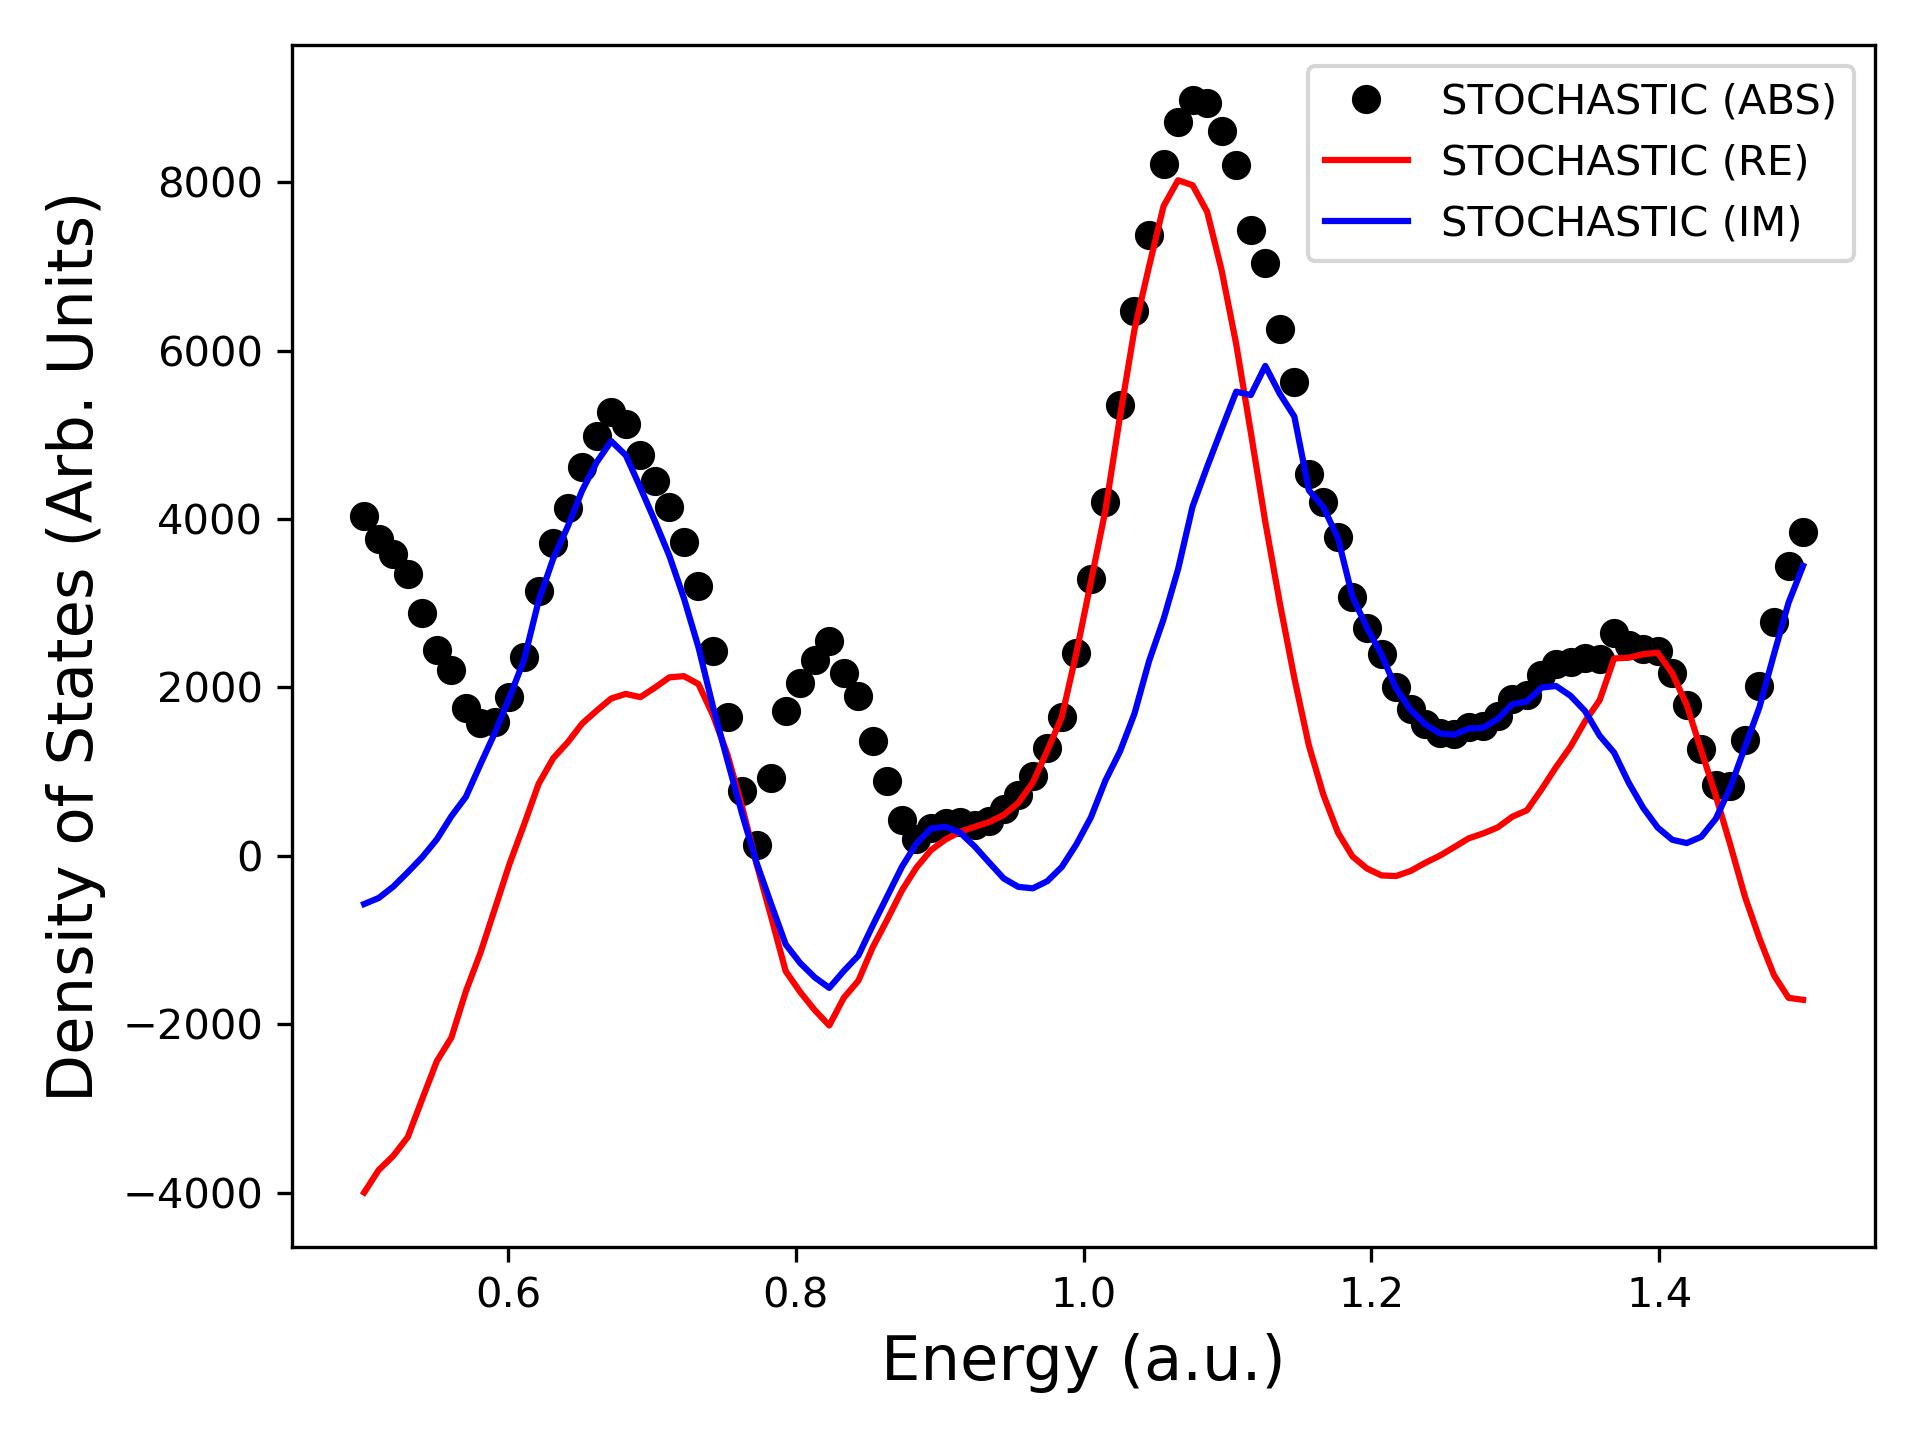 STOCHASTIC (ABS)
STOCHASTIC (RE)
STOCHASTIC (IM)
Density of States (Arb. Units)
8000
6000
4000
2000
0
−2000
−4000
0.6 0.8 1.0 1.2 1.4
Energy (a.u.)